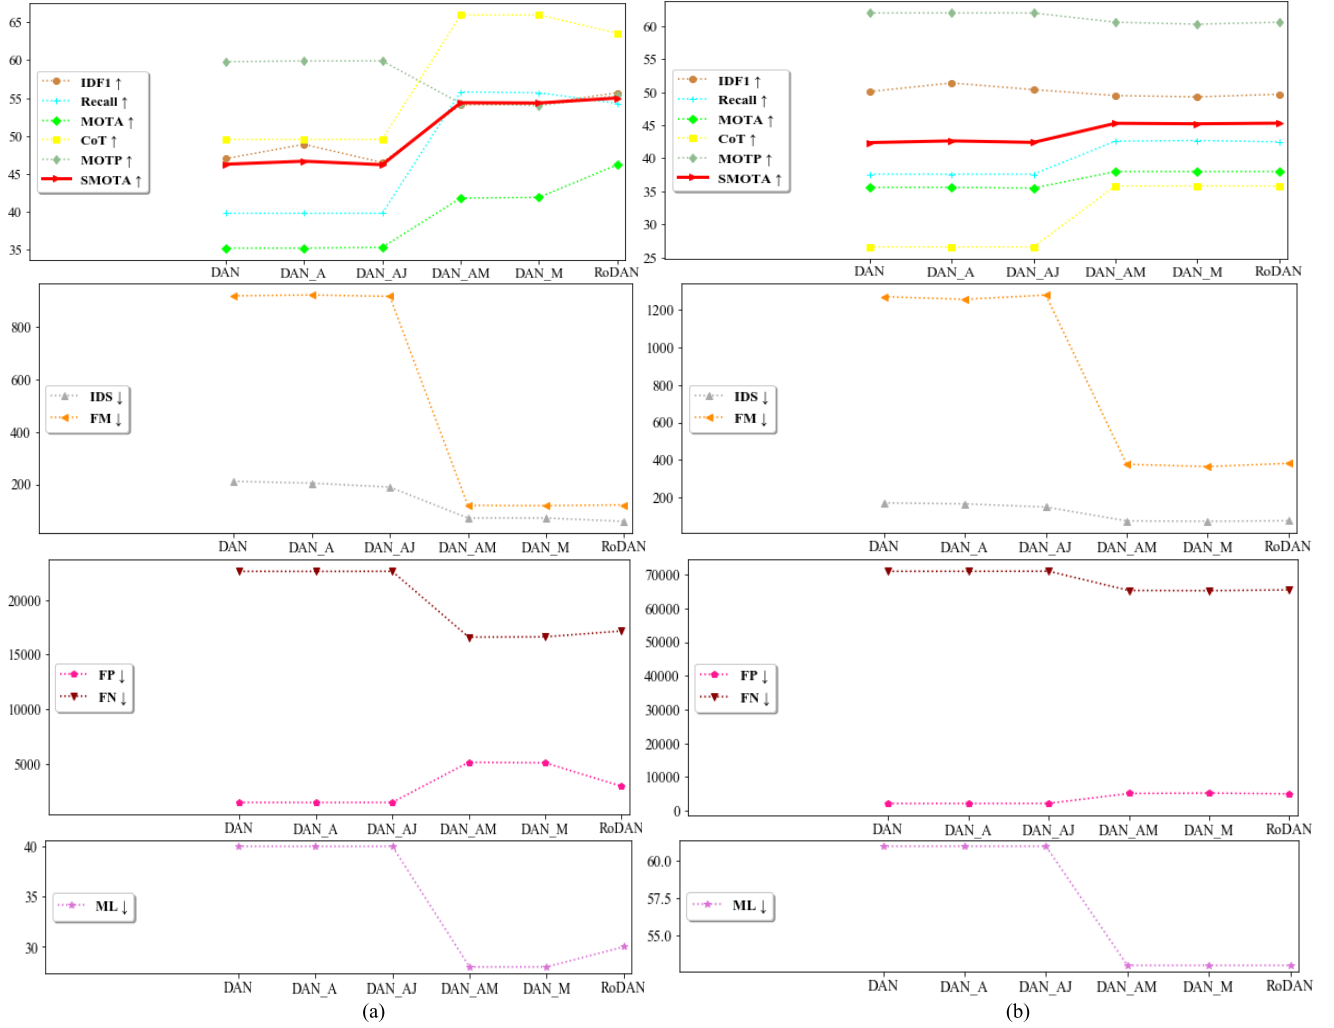 65
60
55
50
45
40
35
IDF1 ↑
Recall ↑
MOTA ↑
CoT ↑
MOTP ↑
SMOTA ↑
DAN DAN_A DAN_AJ DAN_AM DAN_M RoDAN
60
55
50
45
40
35
30
25
IDF1 ↑
Recall ↑
MOTA ↑
CoT ↑
MOTP ↑
SMOTA ↑
DAN DAN_A DAN_AJ DAN_AM DAN_M RoDAN
800
600
400
200
IDS ↓
FM ↓
DAN DAN_A DAN_AJ DAN_AM DAN_M RoDAN
1200
1000
800
600
400
200
IDS ↓
FM ↓
DAN DAN_A DAN_AJ DAN_AM DAN_M RoDAN
20000
15000
10000
5000
FP ↓
FN ↓
DAN DAN_A DAN_AJ DAN_AM DAN_M RoDAN
70000
60000
50000
40000
30000
20000
10000
0
FP ↓
FN ↓
DAN DAN_A DAN_AJ DAN_AM DAN_M RoDAN
40
30
ML ↓
DAN DAN_A DAN_AJ DAN_AM DAN_M RoDAN
60.0
57.5
55.0
ML ↓
DAN DAN_A DAN_AJ DAN_AM DAN_M RoDAN
(a)
(b)